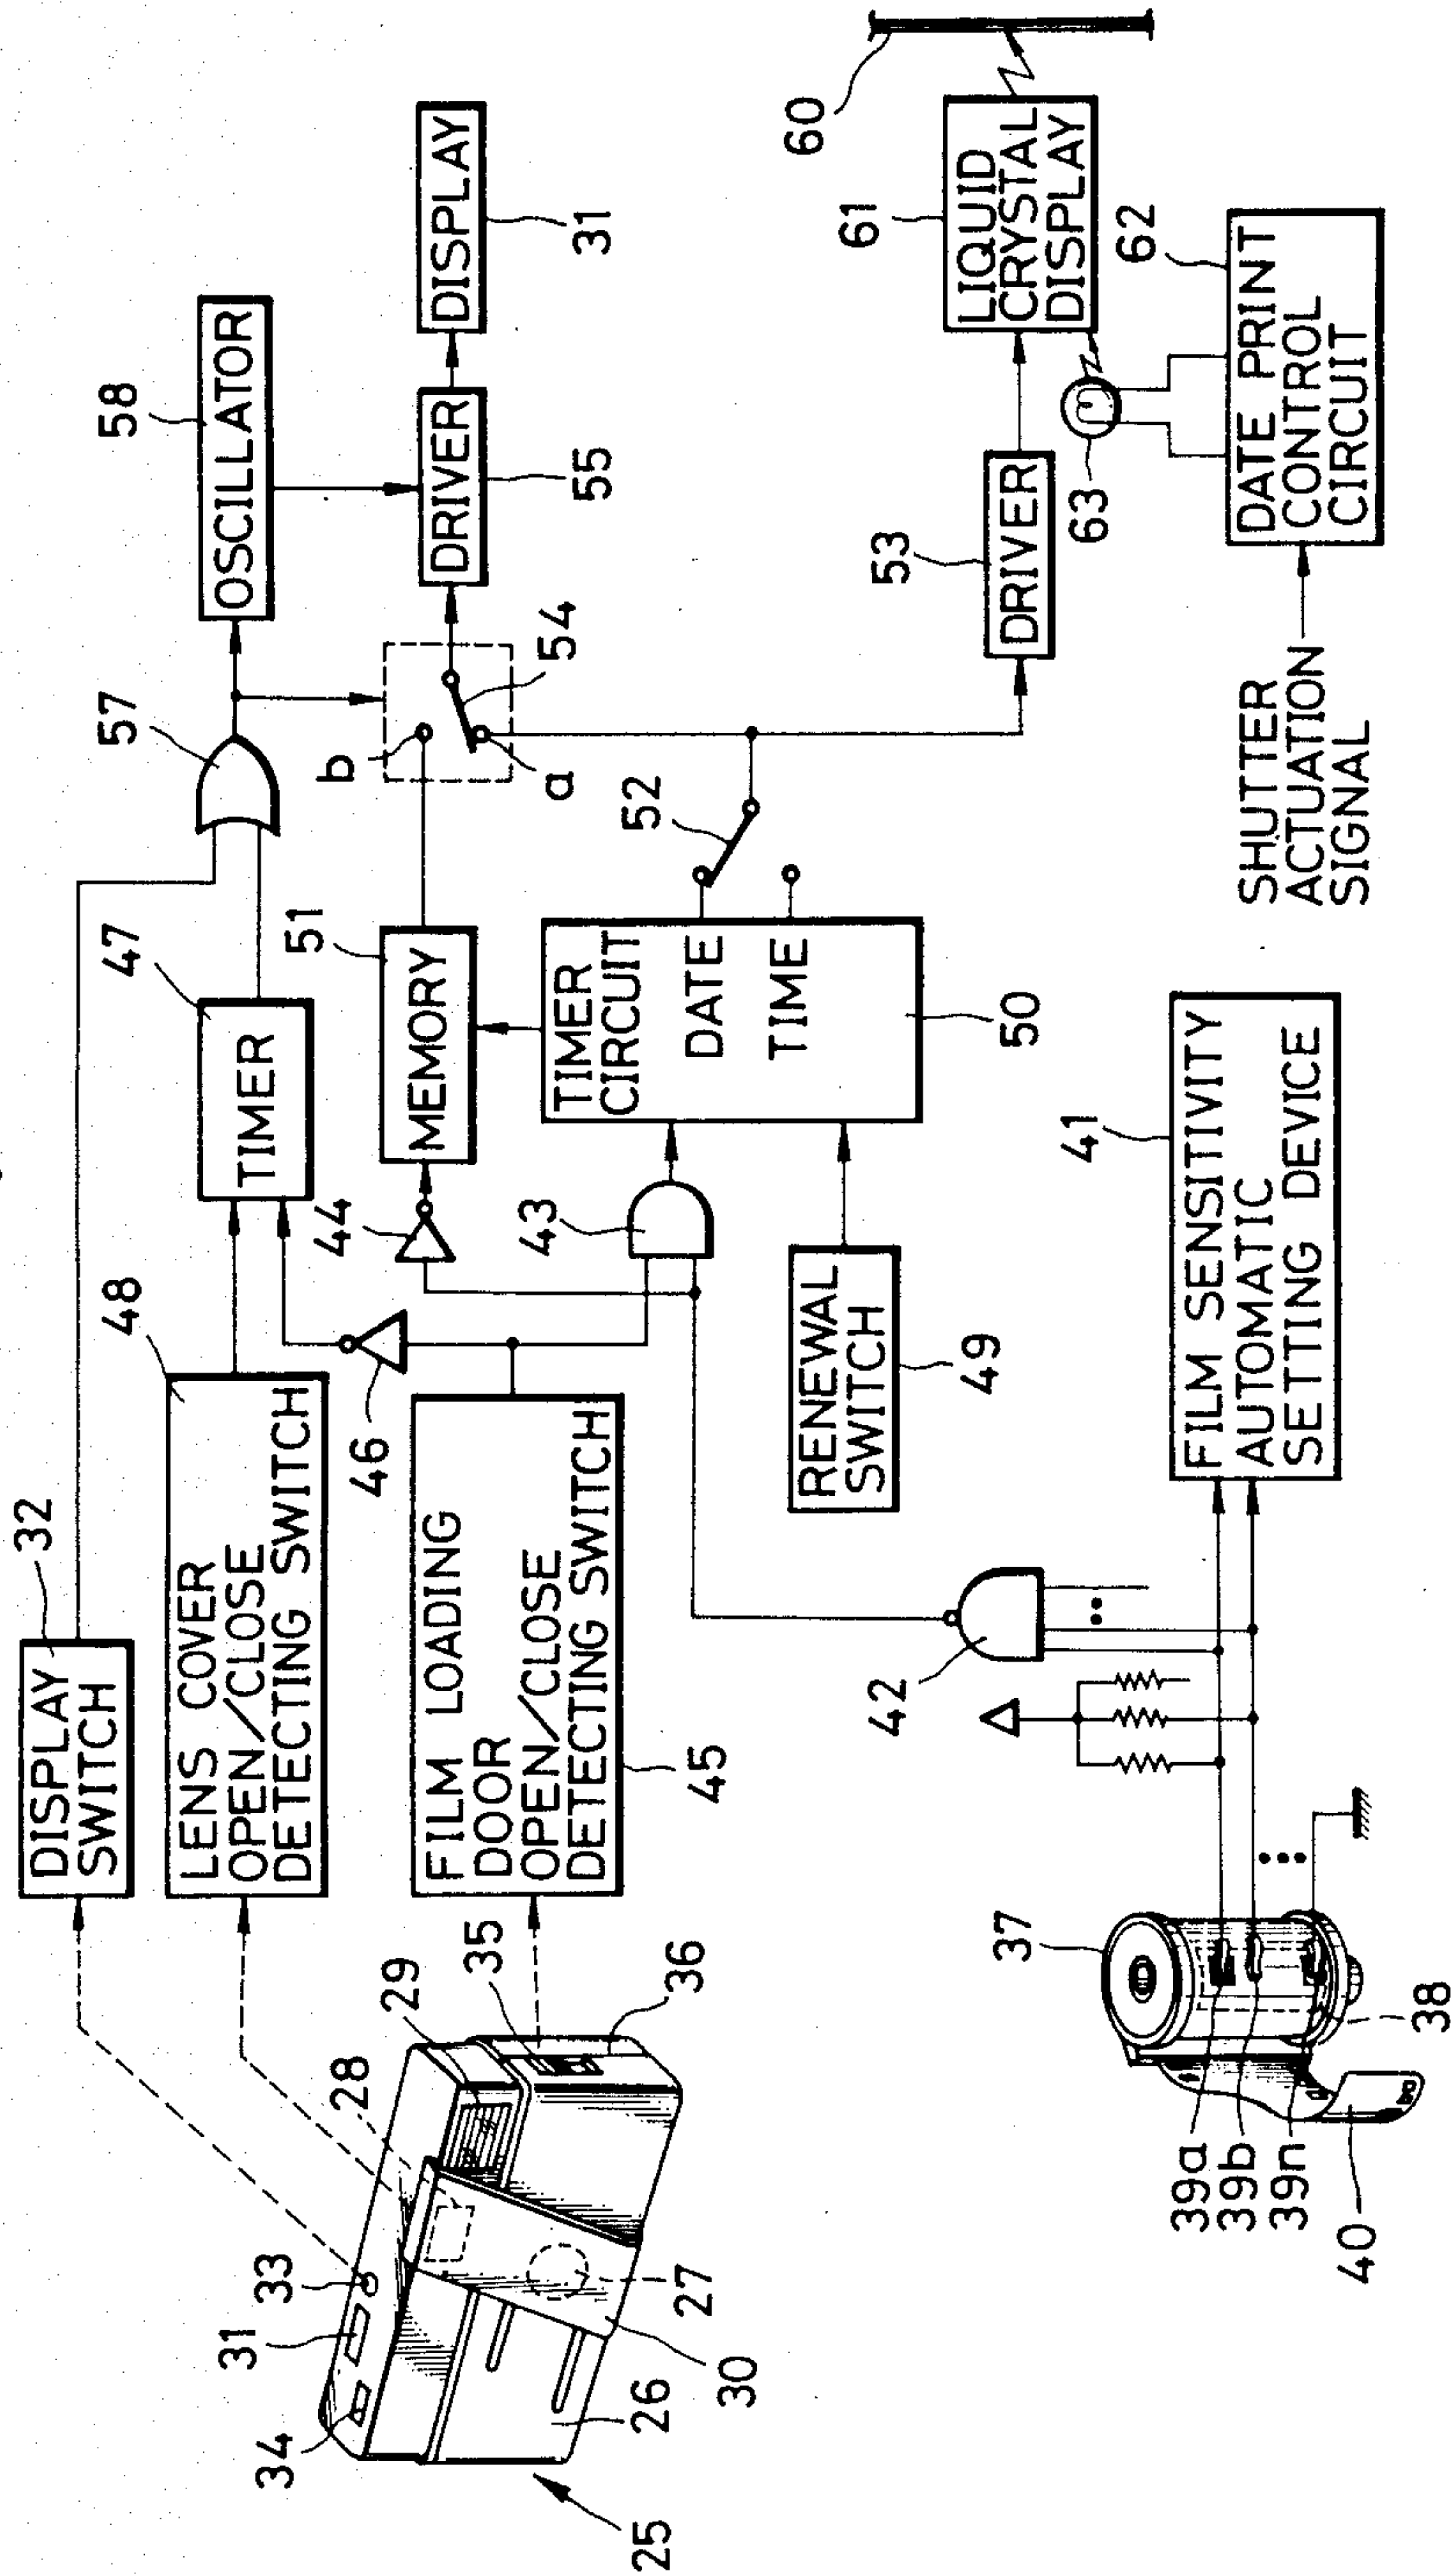 32
DISPLAY
SWITCH
48
LENS COVER
OPEN/CLOSE
DETECTING SWITCH
FILM LOADING
DOOR
OPEN/CLOSE
DETECTING SWITCH
45
46
47
TIMER
57
58
OSCILLATOR
44
51
MEMORY
b
a
54
DRIVER
55
DISPLAY
31
43
TIMER
CIRCUIT
DATE
TIME
50
52
RENEWAL
SWITCH
49
53
DRIVER
61
LIQUID
CRYSTAL
DISPLAY
60
63
62
DATE PRINT
CONTROL
CIRCUIT
SHUTTER
ACTUATION
SIGNAL
41
FILM SENSITIVITY
AUTOMATIC
SETTING DEVICE
42
34
31
33
28
29
35
36
25
26
30
27
37
39a
39b
39n
38
40